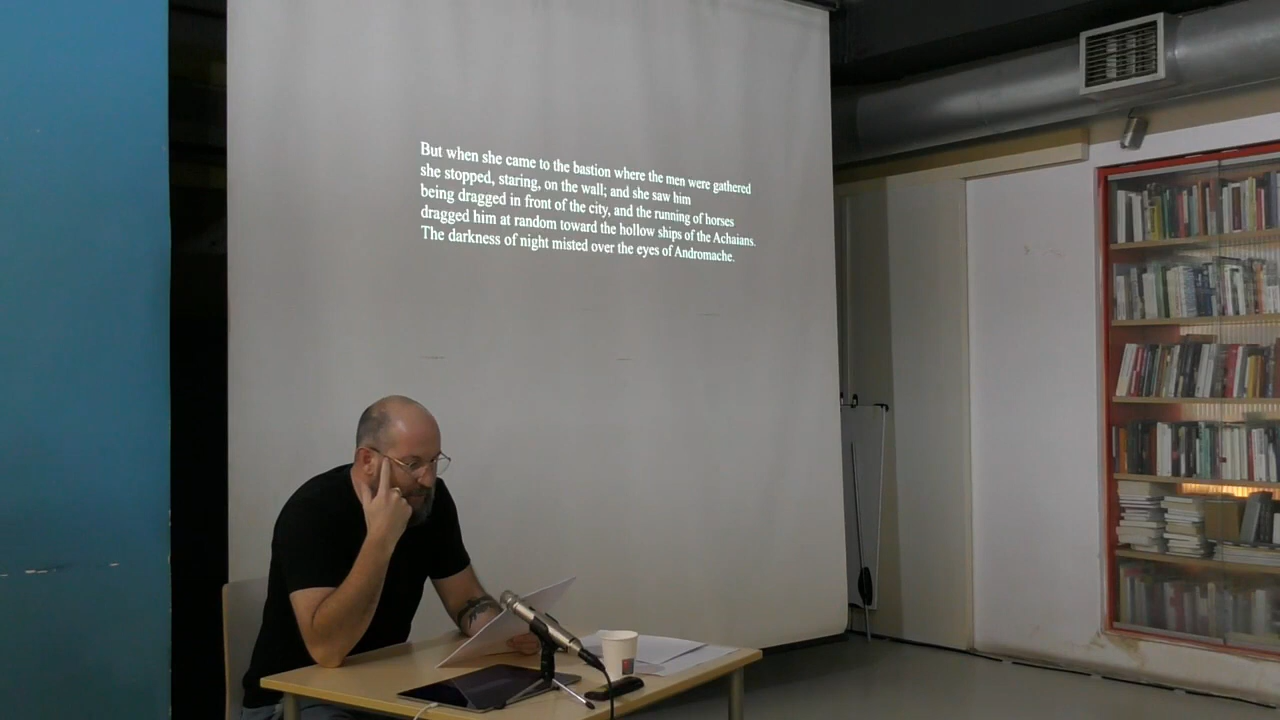 But when she came to the bastion where the men were gathered
she stopped, staring, on the wall; and she saw him
being dragged in front of the city, and the running of horses
dragged him at random toward the hollow ships of the Achaians.
The darkness of night misted over the eyes of Andromache.